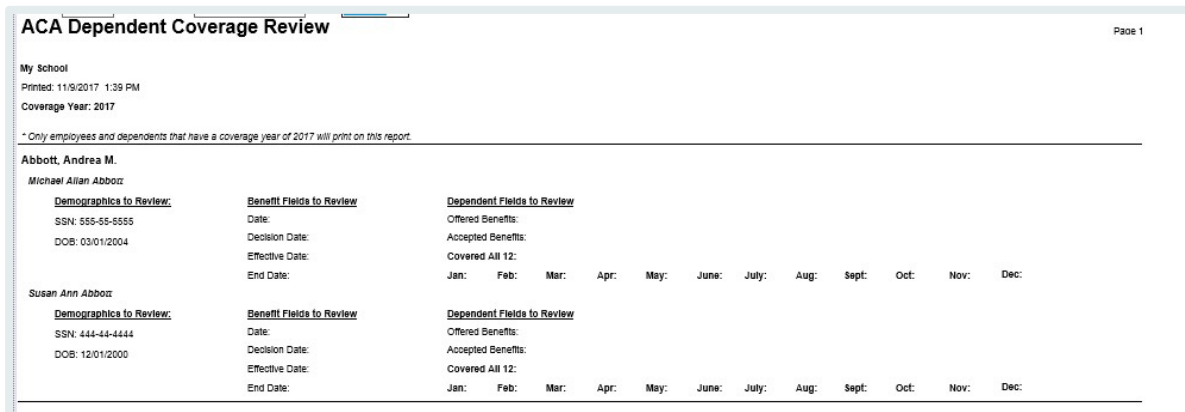 ACA Dependent Coverage Review
Page 1
My School
Printed: 11/9/2017 1:39 PM
Coverage Year: 2017
* Only employees and dependents that have a coverage year of 2017 will print on this report.
Abbott, Andrea M.
Michael Allan Abbott
Demographics to Review: Benefit Fields to Review Dependent Fields to Review
SSN: 555-55-5555 Date: Offered Benefits:
DOB: 03/01/2004 Decision Date: Accepted Benefits:
Effective Date: Covered All 12:
End Date: Jan: Feb: Mar: Apr: May: June: July: Aug: Sept: Oct: Nov: Dec:
Susan Ann Abbott
Demographics to Review: Benefit Fields to Review Dependent Fields to Review
SSN: 444-44-4444 Date: Offered Benefits:
DOB: 12/01/2000 Decision Date: Accepted Benefits:
Effective Date: Covered All 12:
End Date: Jan: Feb: Mar: Apr: May: June: July: Aug: Sept: Oct: Nov: Dec: